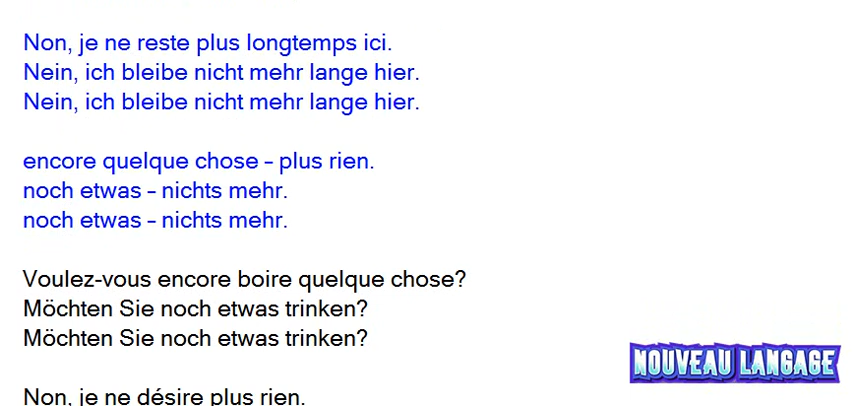 Non, je ne reste plus longtemps ici.
Nein, ich bleibe nicht mehr lange hier.
Nein, ich bleibe nicht mehr lange hier.
encore quelque chose – plus rien.
noch etwas – nichts mehr.
noch etwas – nichts mehr.
Voulez-vous encore boire quelque chose?
Möchten Sie noch etwas trinken?
Möchten Sie noch etwas trinken?
NOUVEAU LANGAGE
Non, je ne désire plus rien.